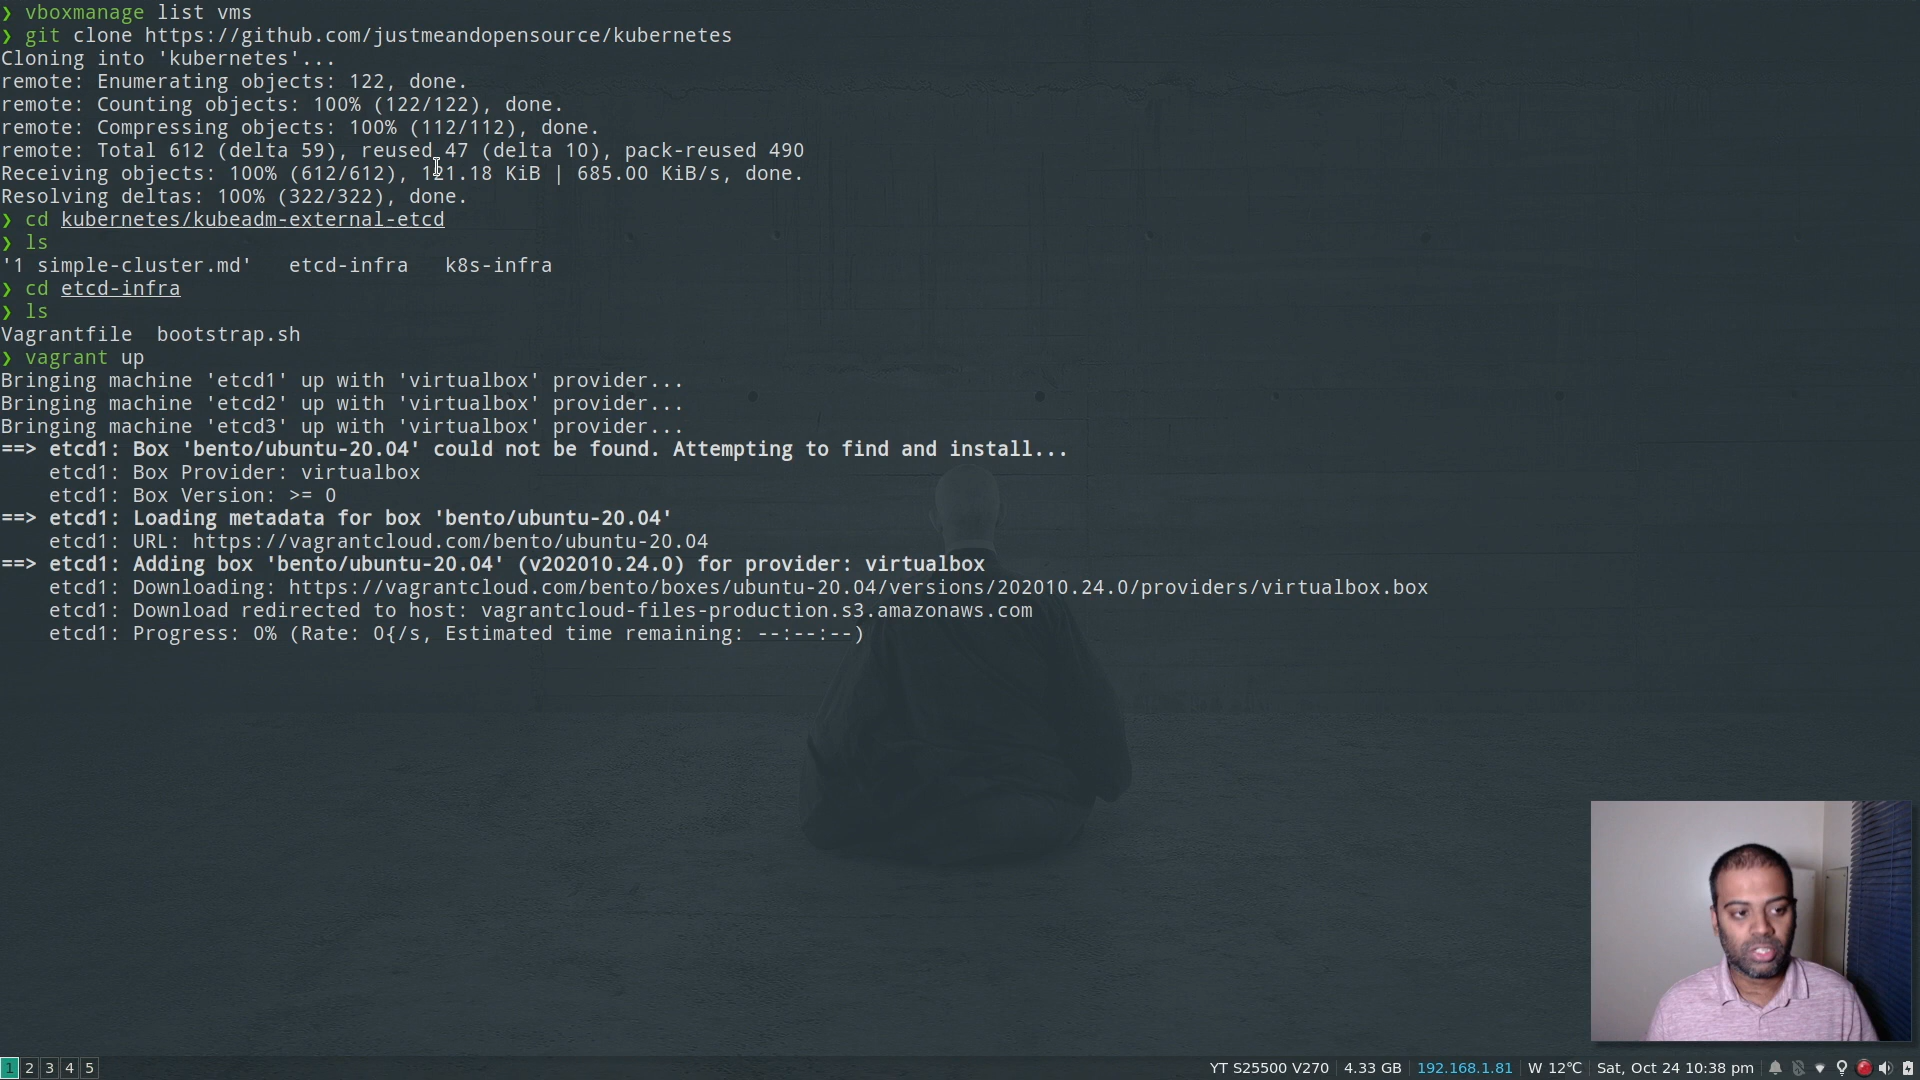 ❯ vboxmanage list vms
❯ git clone https://github.com/justmeandopensource/kubernetes
Cloning into 'kubernetes'...
remote: Enumerating objects: 122, done.
remote: Counting objects: 100% (122/122), done.
remote: Compressing objects: 100% (112/112), done.
remote: Total 612 (delta 59), reused 47 (delta 10), pack-reused 490
Receiving objects: 100% (612/612), 121.18 KiB | 685.00 KiB/s, done.
Resolving deltas: 100% (322/322), done.
❯ cd kubernetes/kubeadm-external-etcd
❯ ls
'1 simple-cluster.md'   etcd-infra   k8s-infra
❯ cd etcd-infra
❯ ls
Vagrantfile  bootstrap.sh
❯ vagrant up
Bringing machine 'etcd1' up with 'virtualbox' provider...
Bringing machine 'etcd2' up with 'virtualbox' provider...
Bringing machine 'etcd3' up with 'virtualbox' provider...
==> etcd1: Box 'bento/ubuntu-20.04' could not be found. Attempting to find and install...
    etcd1: Box Provider: virtualbox
    etcd1: Box Version: >= 0
==> etcd1: Loading metadata for box 'bento/ubuntu-20.04'
    etcd1: URL: https://vagrantcloud.com/bento/ubuntu-20.04
==> etcd1: Adding box 'bento/ubuntu-20.04' (v202010.24.0) for provider: virtualbox
    etcd1: Downloading: https://vagrantcloud.com/bento/boxes/ubuntu-20.04/versions/202010.24.0/providers/virtualbox.box
    etcd1: Download redirected to host: vagrantcloud-files-production.s3.amazonaws.com
    etcd1: Progress: 0% (Rate: 0{/s, Estimated time remaining: --:--:--)
1 2 3 4 5 YT S25500 V270 | 4.33 GB | 192.168.1.81 | W 12℃ | Sat, Oct 24 10:38 pm